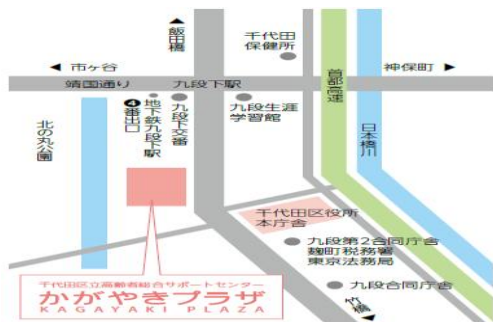 ▲
飯田橋
千代田
保健所
◀ 市ヶ谷
神保町 ▶
靖国通り
九段下駅
首都高速
日本橋川
北の丸公園
❹番出口
地下鉄九段下駅
九段下交番
九段生涯
学習館
千代田区役所
本庁舎
九段第2合同庁舎
麹町税務署
東京法務局
九段合同庁舎
竹橋
▼
千代田区立高齢者総合サポートセンター
かがやきプラザ
KAGAYAKI PLAZA